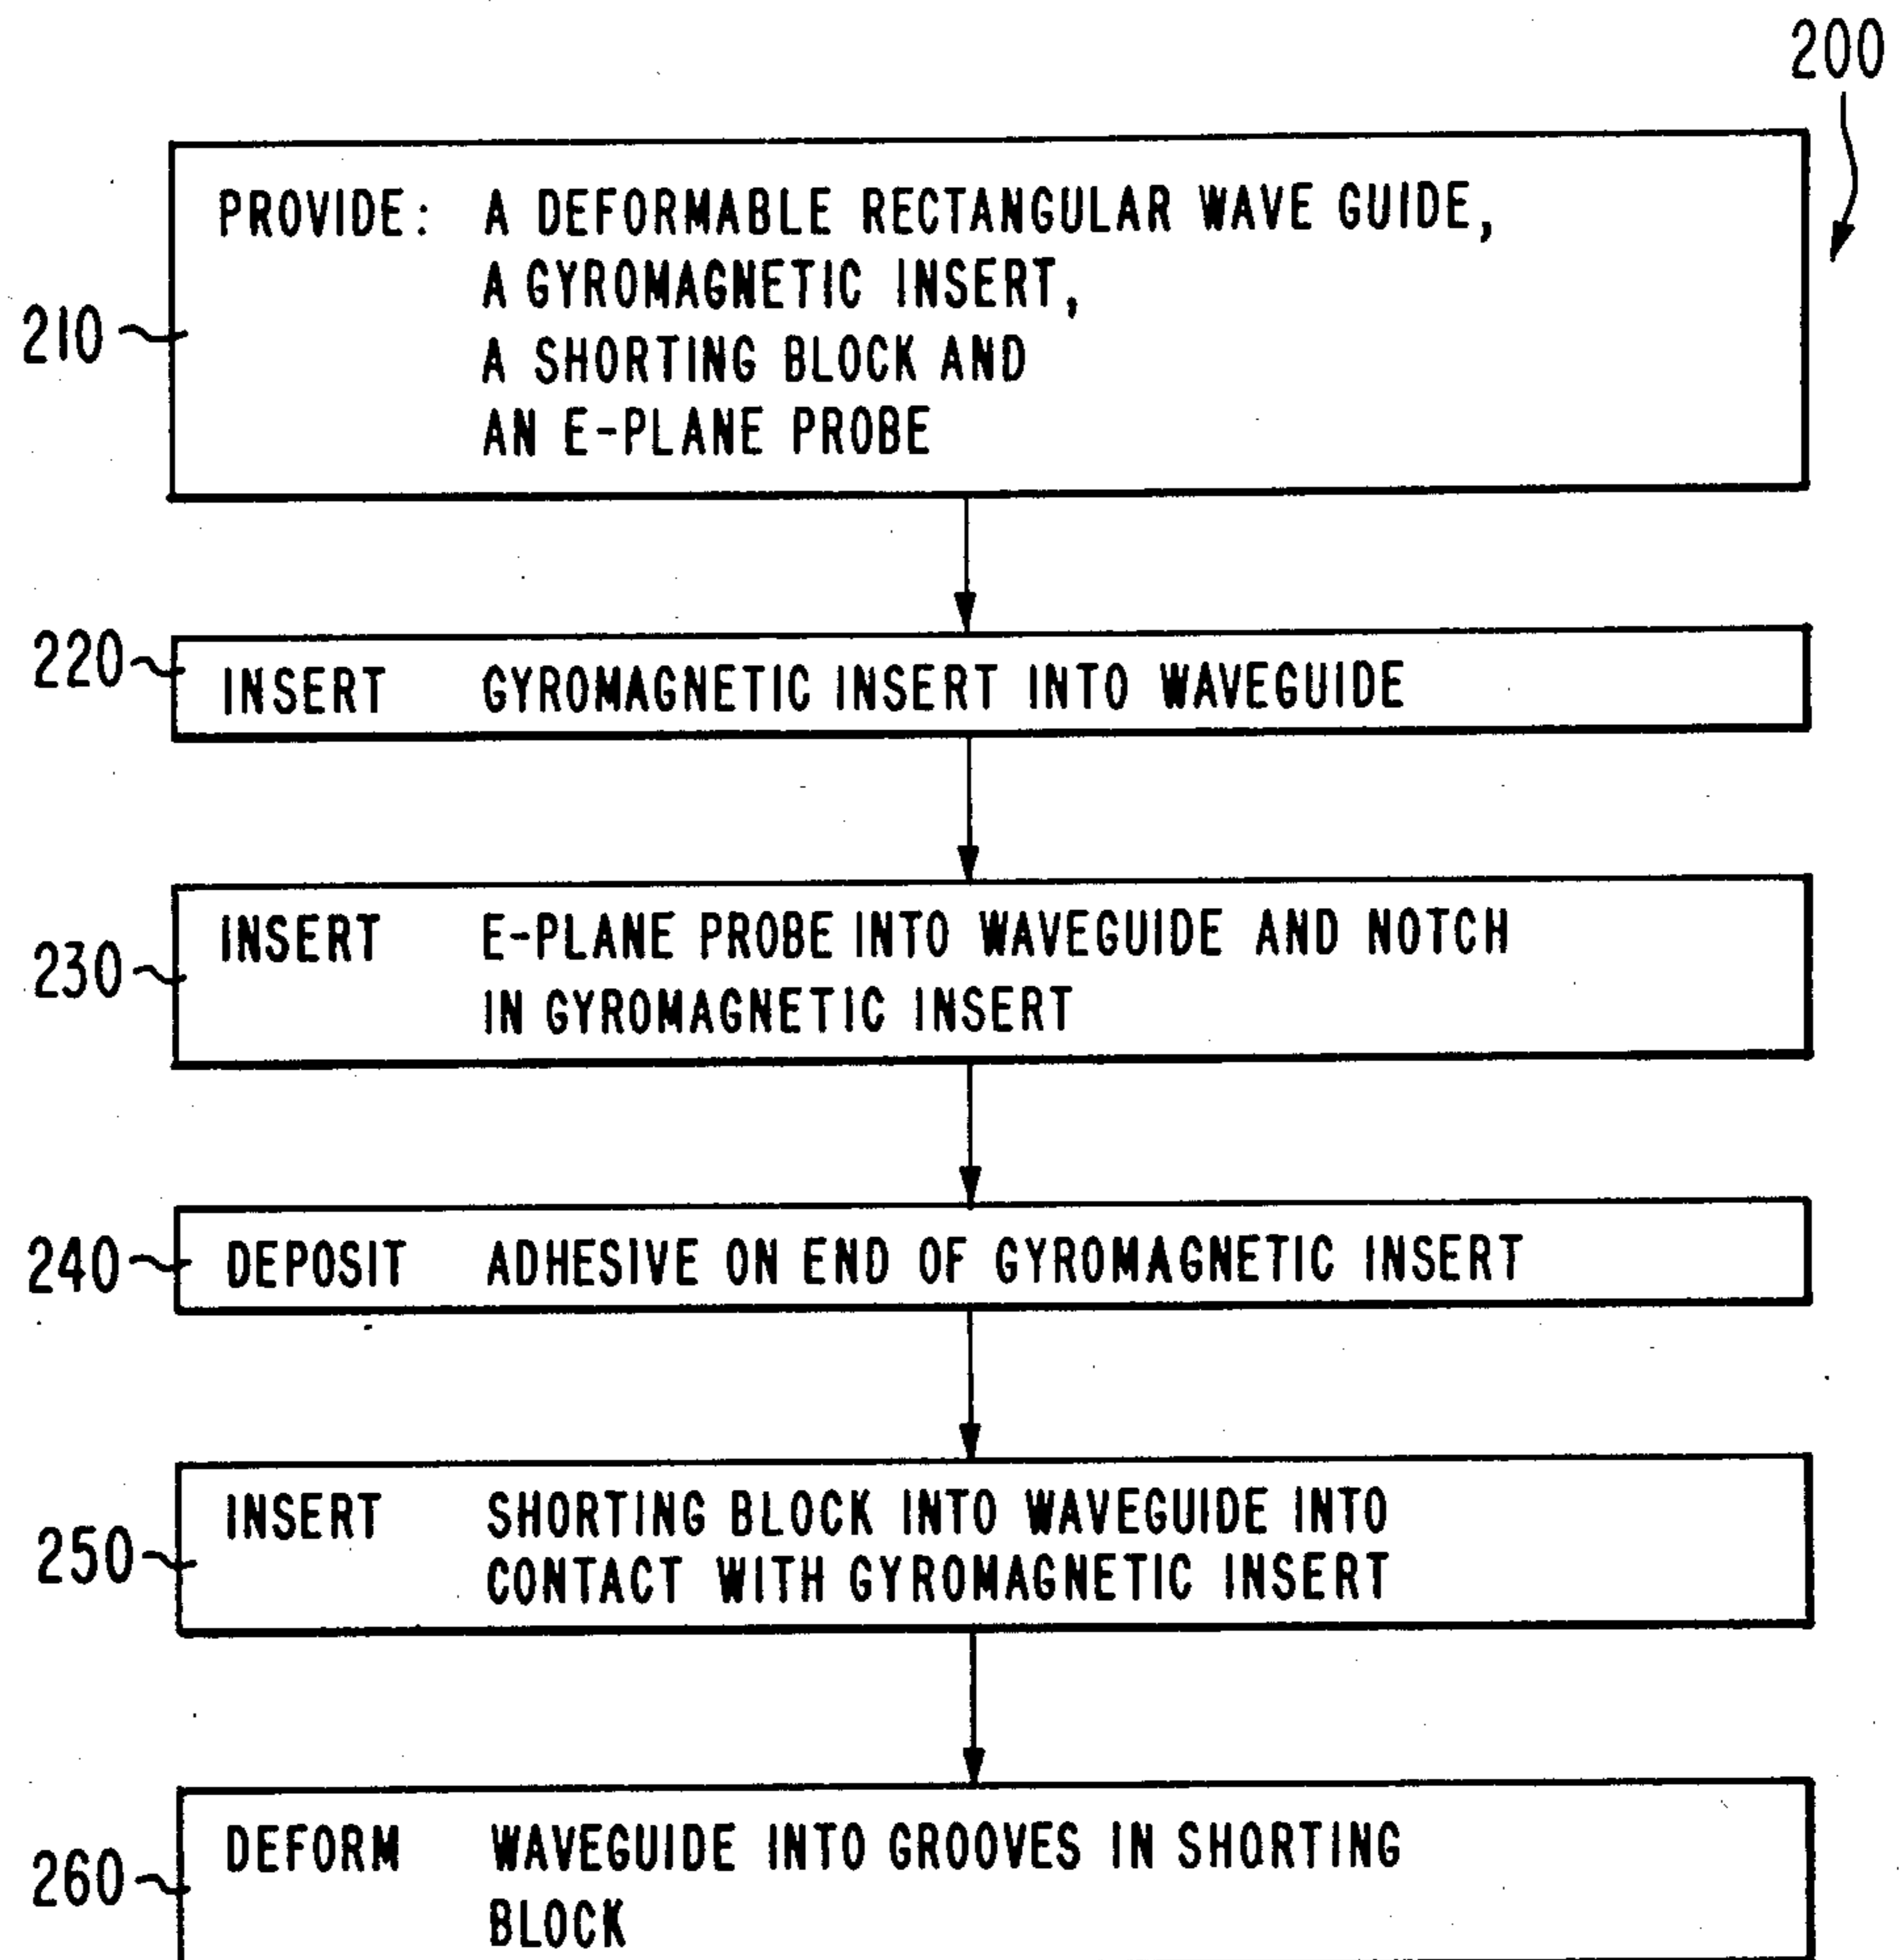 200
PROVIDE: A DEFORMABLE RECTANGULAR WAVE GUIDE,
A GYROMAGNETIC INSERT,
210
A SHORTING BLOCK AND
AN E-PLANE PROBE
220
INSERT GYROMAGNETIC INSERT INTO WAVEGUIDE
230
INSERT E-PLANE PROBE INTO WAVEGUIDE AND NOTCH
IN GYROMAGNETIC INSERT
240
DEPOSIT ADHESIVE ON END OF GYROMAGNETIC INSERT
250
INSERT SHORTING BLOCK INTO WAVEGUIDE INTO
CONTACT WITH GYROMAGNETIC INSERT
260
DEFORM WAVEGUIDE INTO GROOVES IN SHORTING
BLOCK